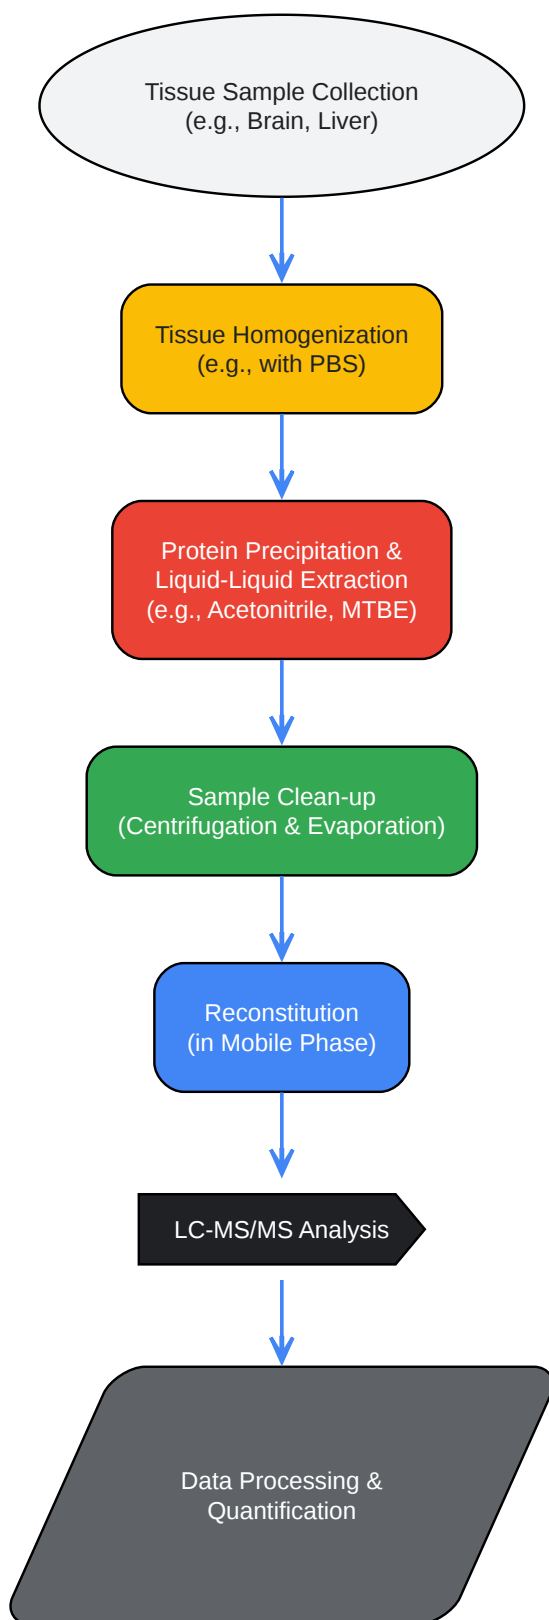 Tissue Sample Collection
(e.g., Brain, Liver)
Tissue Homogenization
(e.g., with PBS)
Protein Precipitation &
Liquid-Liquid Extraction
(e.g., Acetonitrile, MTBE)
Sample Clean-up
(Centrifugation & Evaporation)
Reconstitution
(in Mobile Phase)
LC-MS/MS Analysis
Data Processing &
Quantification